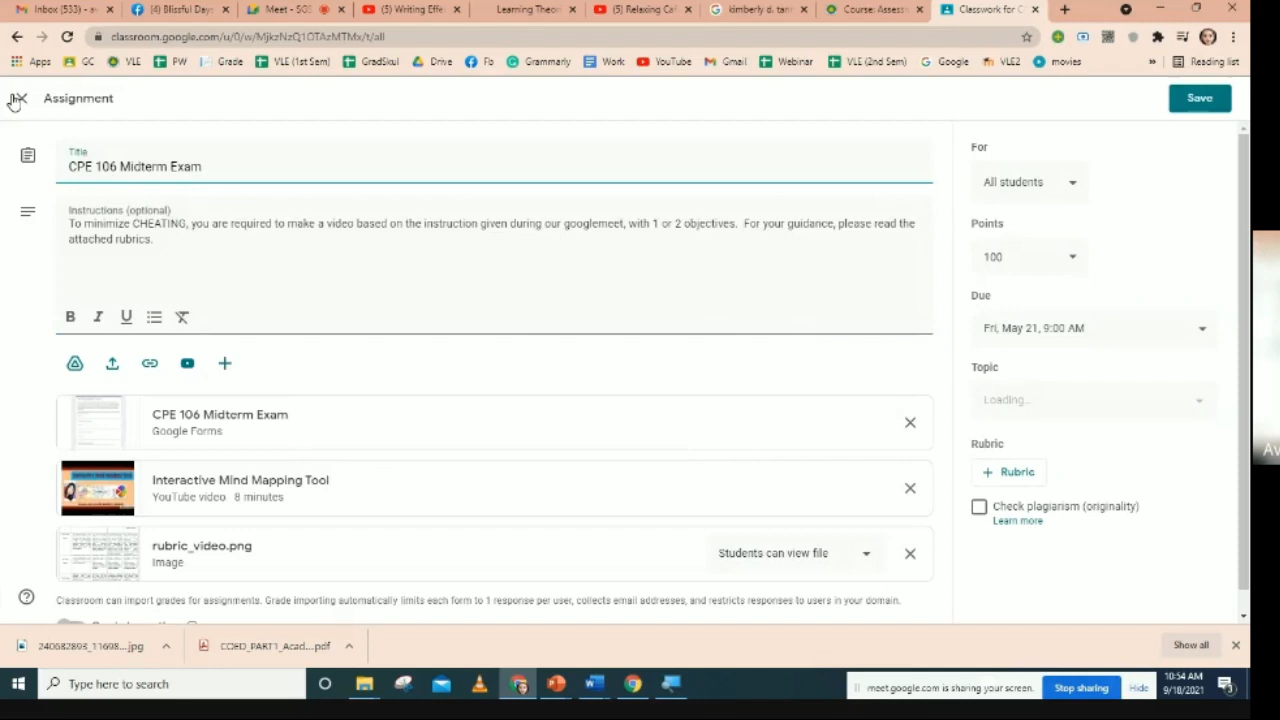 Inbox (533) - a
(4) Blissful Day
Meet - SGS
(5) Writing Effe
Learning Theor
(5) Relaxing Caf
kimberly d. tan
Course: Assess
Classwork for C
classroom.google.com/u/0/w/MjkzNzQ1OTAzMTMx/t/all
Apps
GC
VLE
PW
Grade
VLE (1st Sem)
GradSkul
Drive
Fb
Grammarly
Work
YouTube
Gmail
Webinar
VLE (2nd Sem)
Google
VLE2
movies
Reading list
Assignment
Save
Title
CPE 106 Midterm Exam
Instructions (optional)
To minimize CHEATING, you are required to make a video based on the instruction given during our googlemeet, with 1 or 2 objectives. For your guidance, please read the
attached rubrics.
B I U
For
All students
Points
100
Due
Fri, May 21, 9:00 AM
Topic
Loading...
Rubric
+ Rubric
Check plagiarism (originality)
Learn more
CPE 106 Midterm Exam
Google Forms
Interactive Mind Mapping Tool
YouTube video 8 minutes
rubric_video.png
Image
Students can view file
Classroom can import grades for assignments. Grade importing automatically limits each form to 1 response per user, collects email addresses, and restricts responses to users in your domain.
240682893_11698...jpg
COED_PART1_Acad....pdf
Show all
Type here to search
meet.google.com is sharing your screen.
Stop sharing
Hide
10:54 AM
9/18/2021
3
Av